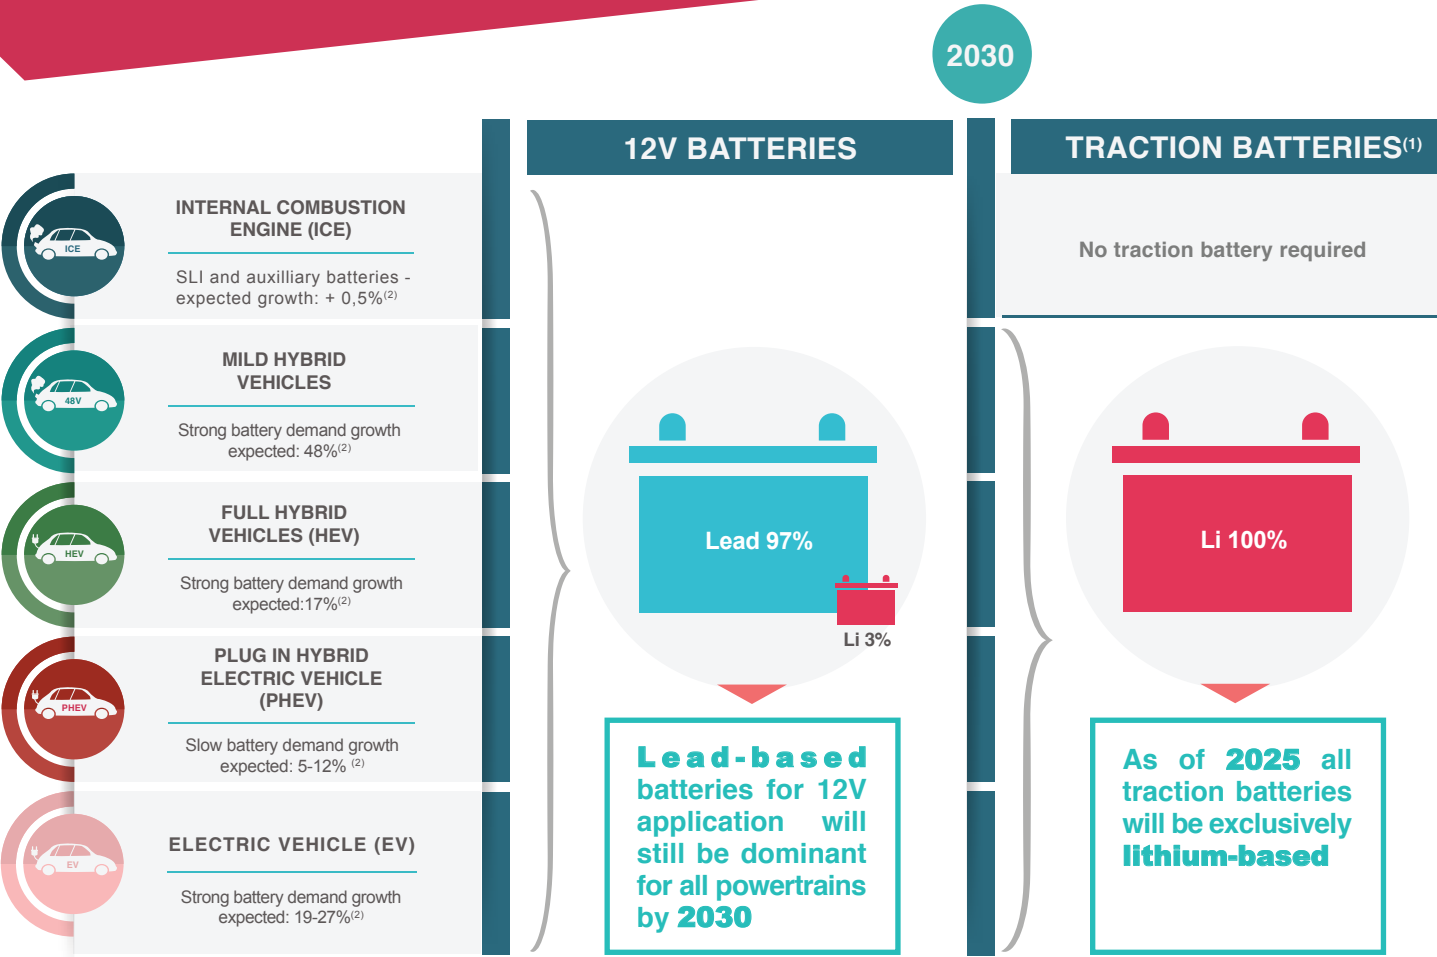 2030
12V BATTERIES
TRACTION BATTERIES(1)
ICE
INTERNAL COMBUSTION
ENGINE (ICE)
SLI and auxilliary batteries -
expected growth: + 0,5%(2)
No traction battery required
48V
MILD HYBRID
VEHICLES
Strong battery demand growth
expected: 48%(2)
HEV
FULL HYBRID
VEHICLES (HEV)
Strong battery demand growth
expected:17%(2)
PHEV
PLUG IN HYBRID
ELECTRIC VEHICLE
(PHEV)
Slow battery demand growth
expected: 5-12% (2)
EV
ELECTRIC VEHICLE (EV)
Strong battery demand growth
expected: 19-27%(2)
Lead 97%
Li 3%
Lead-based
batteries for 12V
application will
still be dominant
for all powertrains
by 2030
Li 100%
As of 2025 all
traction batteries
will be exclusively
lithium-based